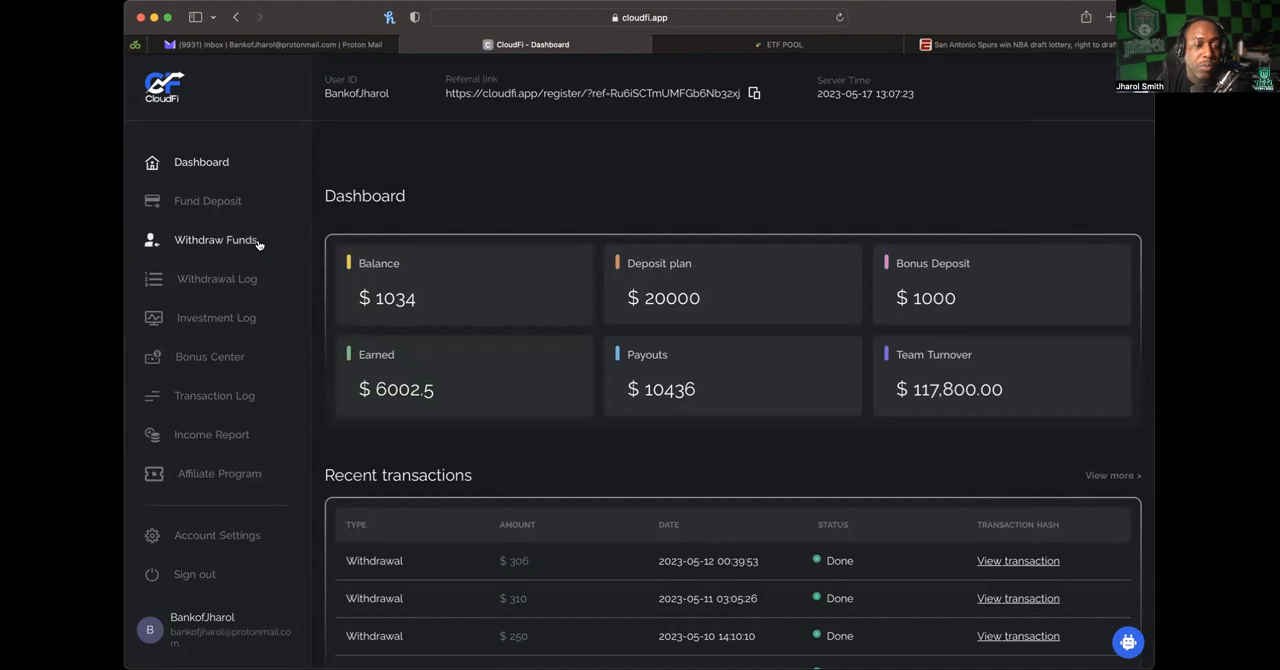 cloudfi.app
(9931) Inbox | BankofJharol@protonmail.com | Proton Mail
C CloudFi - Dashboard
ETF POOL
San Antonio Spurs win NBA draft lottery, right to draf
Jharol Smith
CloudFi
User ID
BankofJharol
Referral link
https://cloudfi.app/register/?ref=Ru6iSCTmUMFGb6Nb32xj
Server Time
2023-05-17 13:07:23
Dashboard
Fund Deposit
Withdraw Funds
Withdrawal Log
Investment Log
Bonus Center
Transaction Log
Income Report
Affiliate Program
Account Settings
Sign out
B
BankofJharol
bankofjharol@protonmail.co
m
Dashboard
Balance
$ 1034
Deposit plan
$ 20000
Bonus Deposit
$ 1000
Earned
$ 6002.5
Payouts
$ 10436
Team Turnover
$ 117,800.00
Recent transactions
View more >
TYPE AMOUNT DATE STATUS TRANSACTION HASH
Withdrawal $ 306 2023-05-12 00:39:53 Done View transaction
Withdrawal $ 310 2023-05-11 03:05:26 Done View transaction
Withdrawal $ 250 2023-05-10 14:10:10 Done View transaction